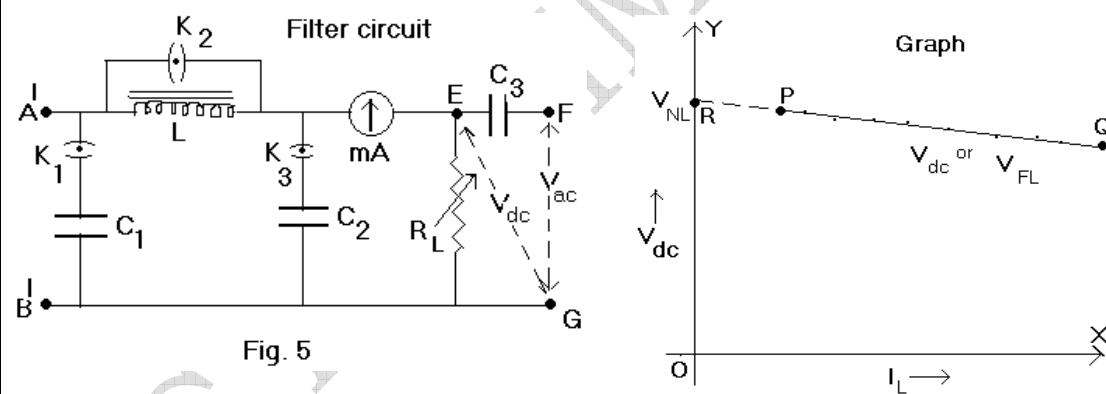 Filter circuit
K2
A I
L
K1
C1
K3
C2
mA
E
C3
F
RL
Vdc
Vac
B I
G
Fig. 5
Graph
Y
VNL
R
P
Q
Vdc or VFL
Vdc
X
O
IL